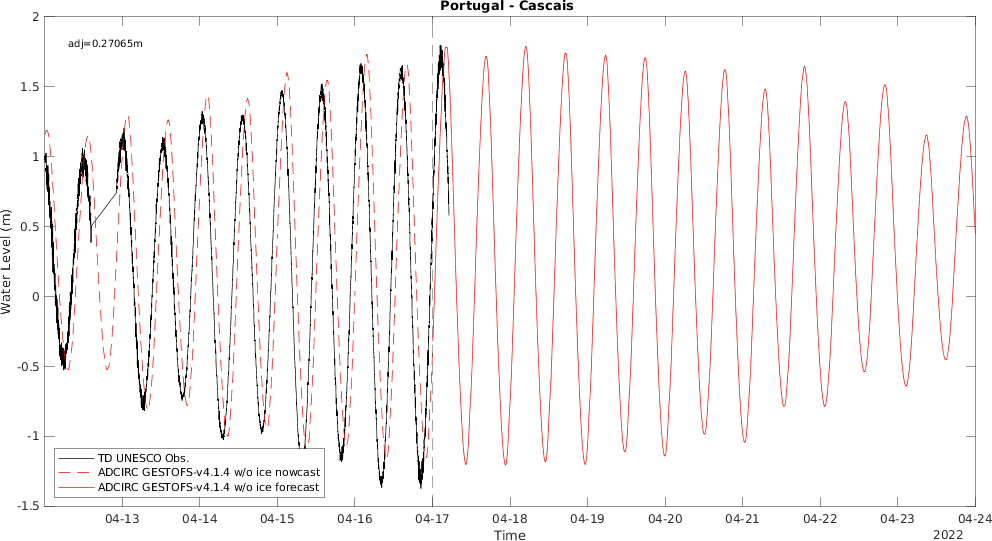 Portugal - Cascais
adj=0.27065m
2
1.5
1
0.5
0
-0.5
-1
-1.5
Water Level (m)
TD UNESCO Obs.
ADCIRC GESTOFS-v4.1.4 w/o ice nowcast
ADCIRC GESTOFS-v4.1.4 w/o ice forecast
04-13 04-14 04-15 04-16 04-17 04-18 04-19 04-20 04-21 04-22 04-23 04-24
Time
2022